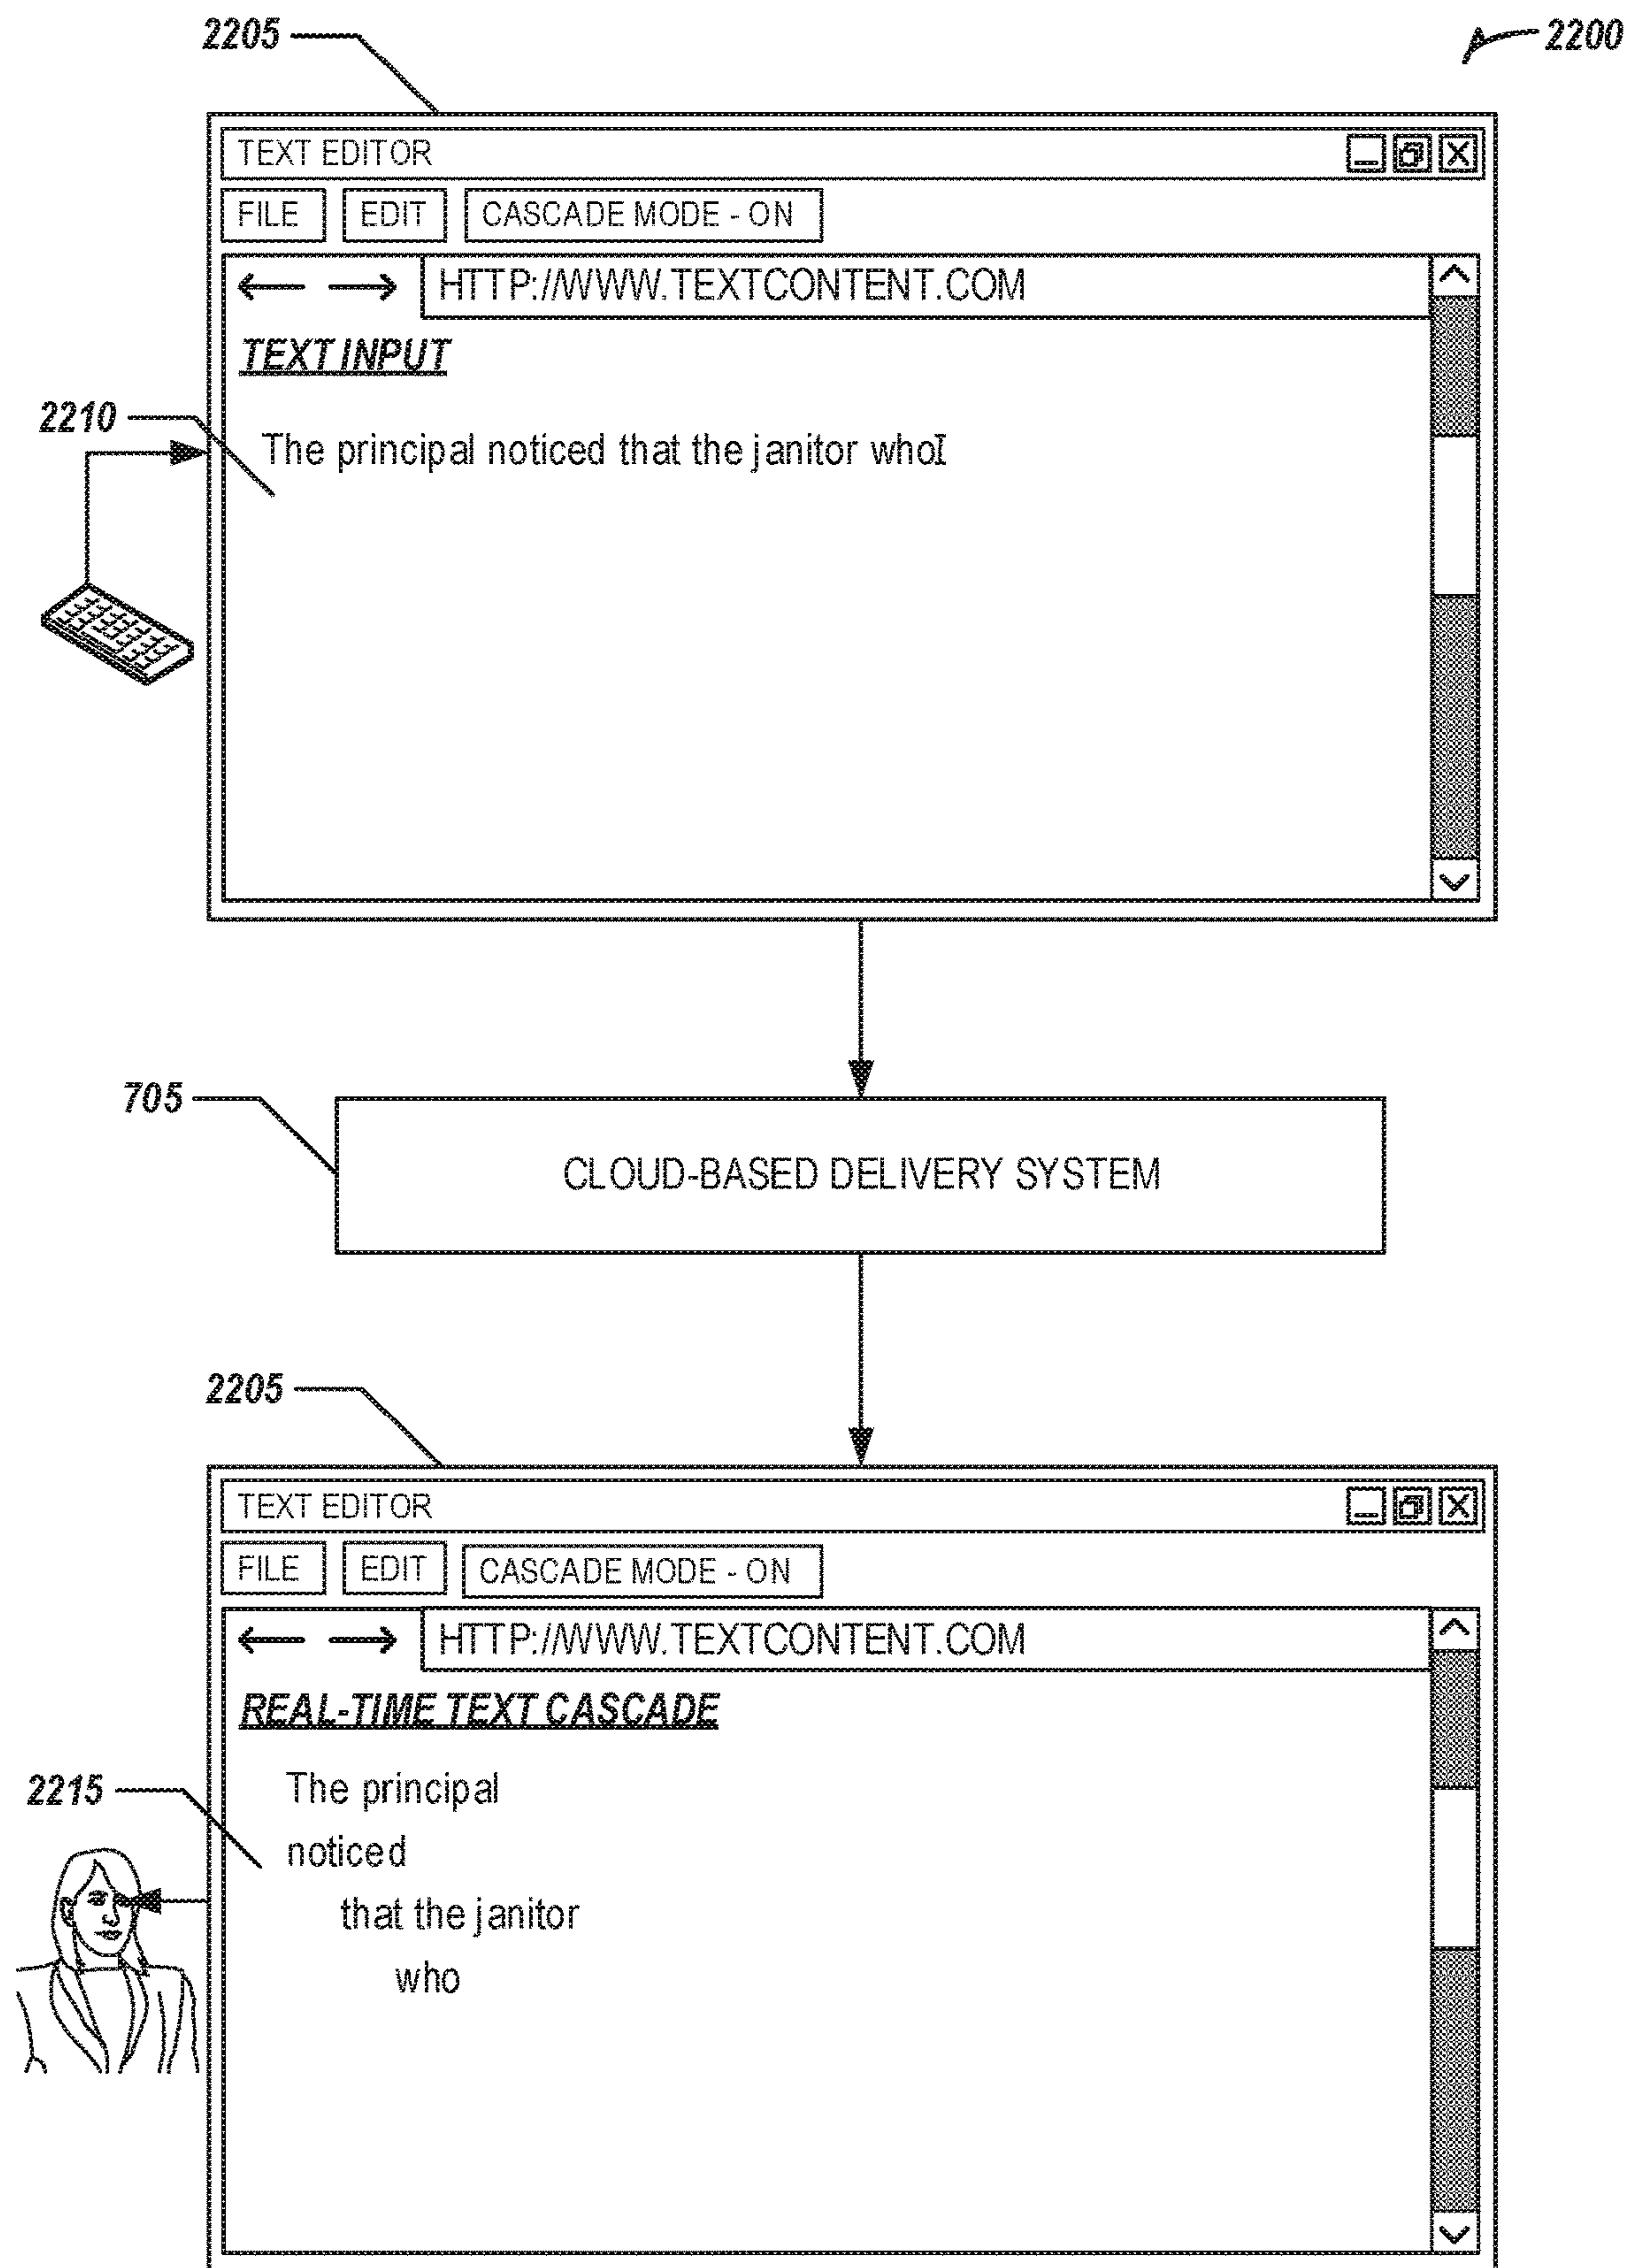 2205
2200
TEXT EDITOR
FILE EDIT CASCADE MODE - ON
HTTP://WWW.TEXTCONTENT.COM
TEXT INPUT
2210
The principal noticed that the janitor who
705
CLOUD-BASED DELIVERY SYSTEM
2205
TEXT EDITOR
FILE EDIT CASCADE MODE - ON
HTTP://WWW.TEXTCONTENT.COM
REAL-TIME TEXT CASCADE
2215
The principal
noticed
that the janitor
who